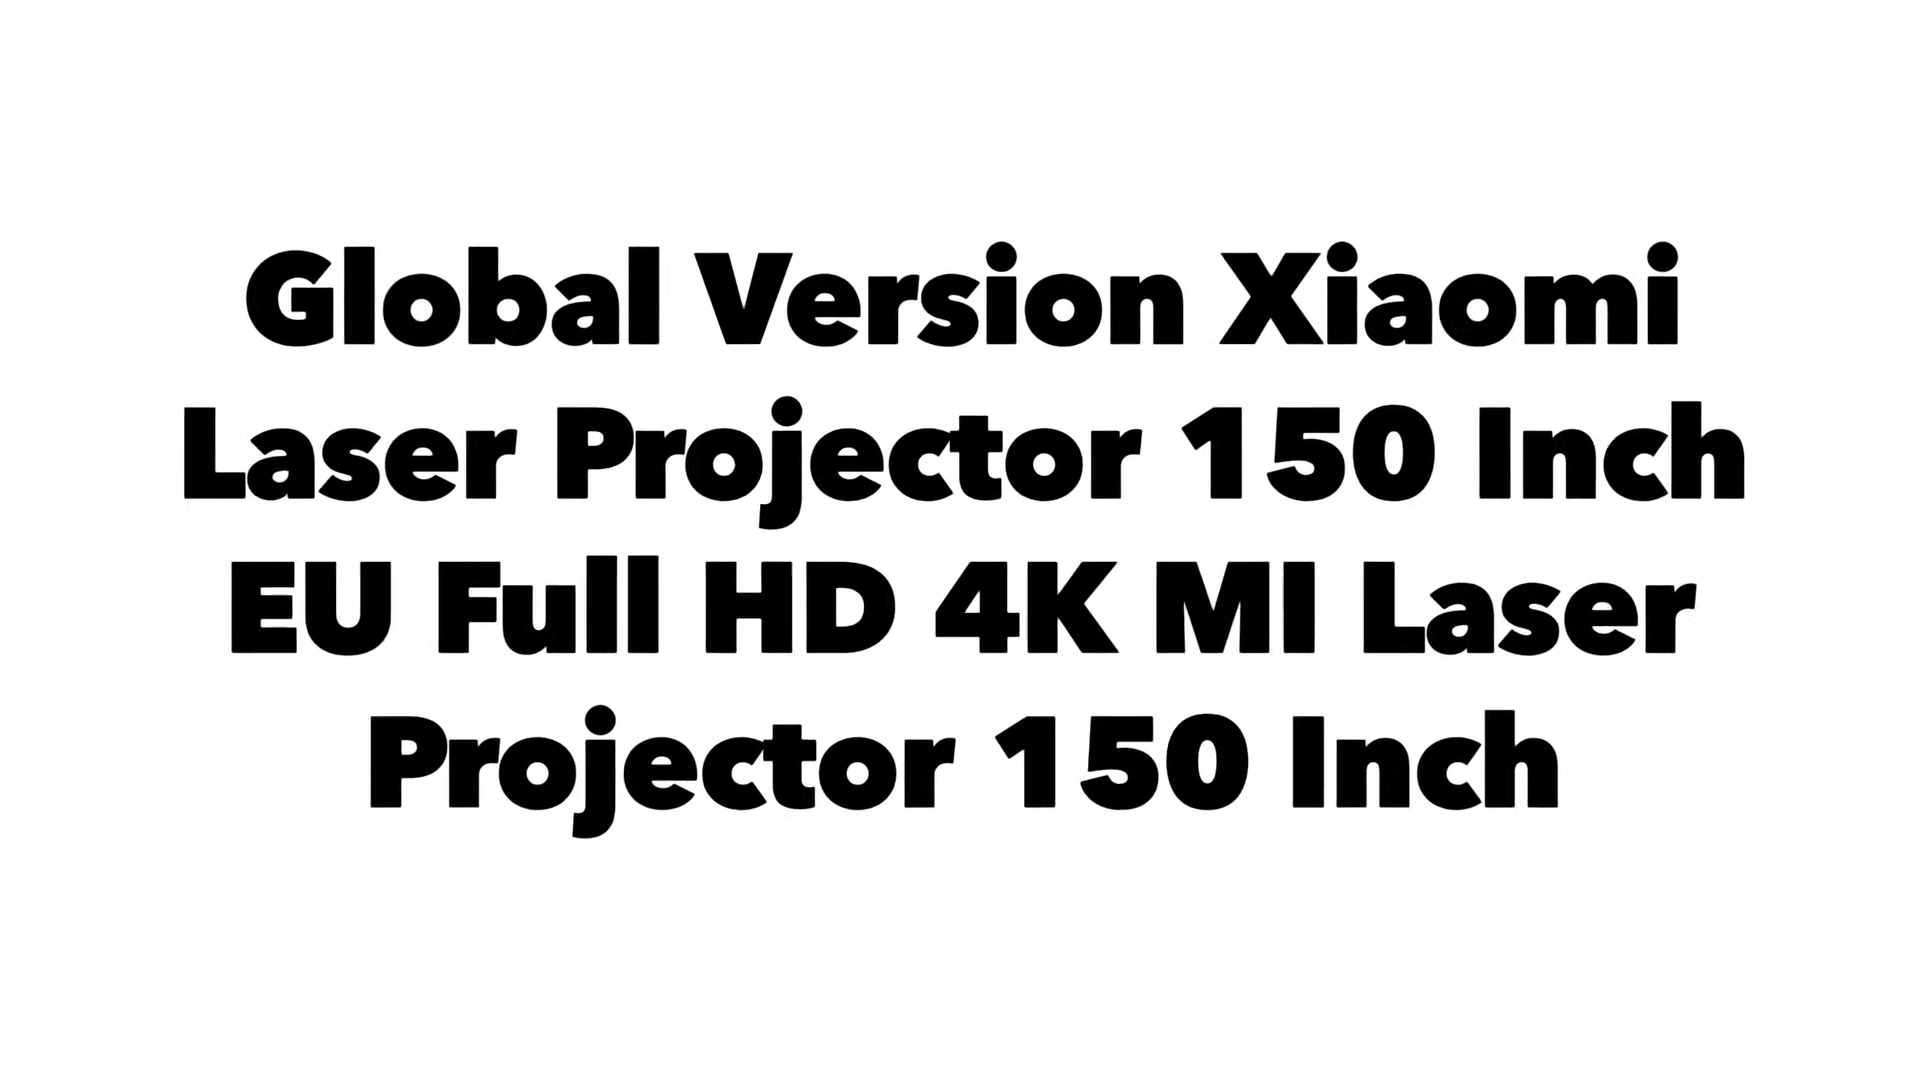 Global Version Xiaomi
Laser Projector 150 Inch
EU Full HD 4K MI Laser
Projector 150 Inch